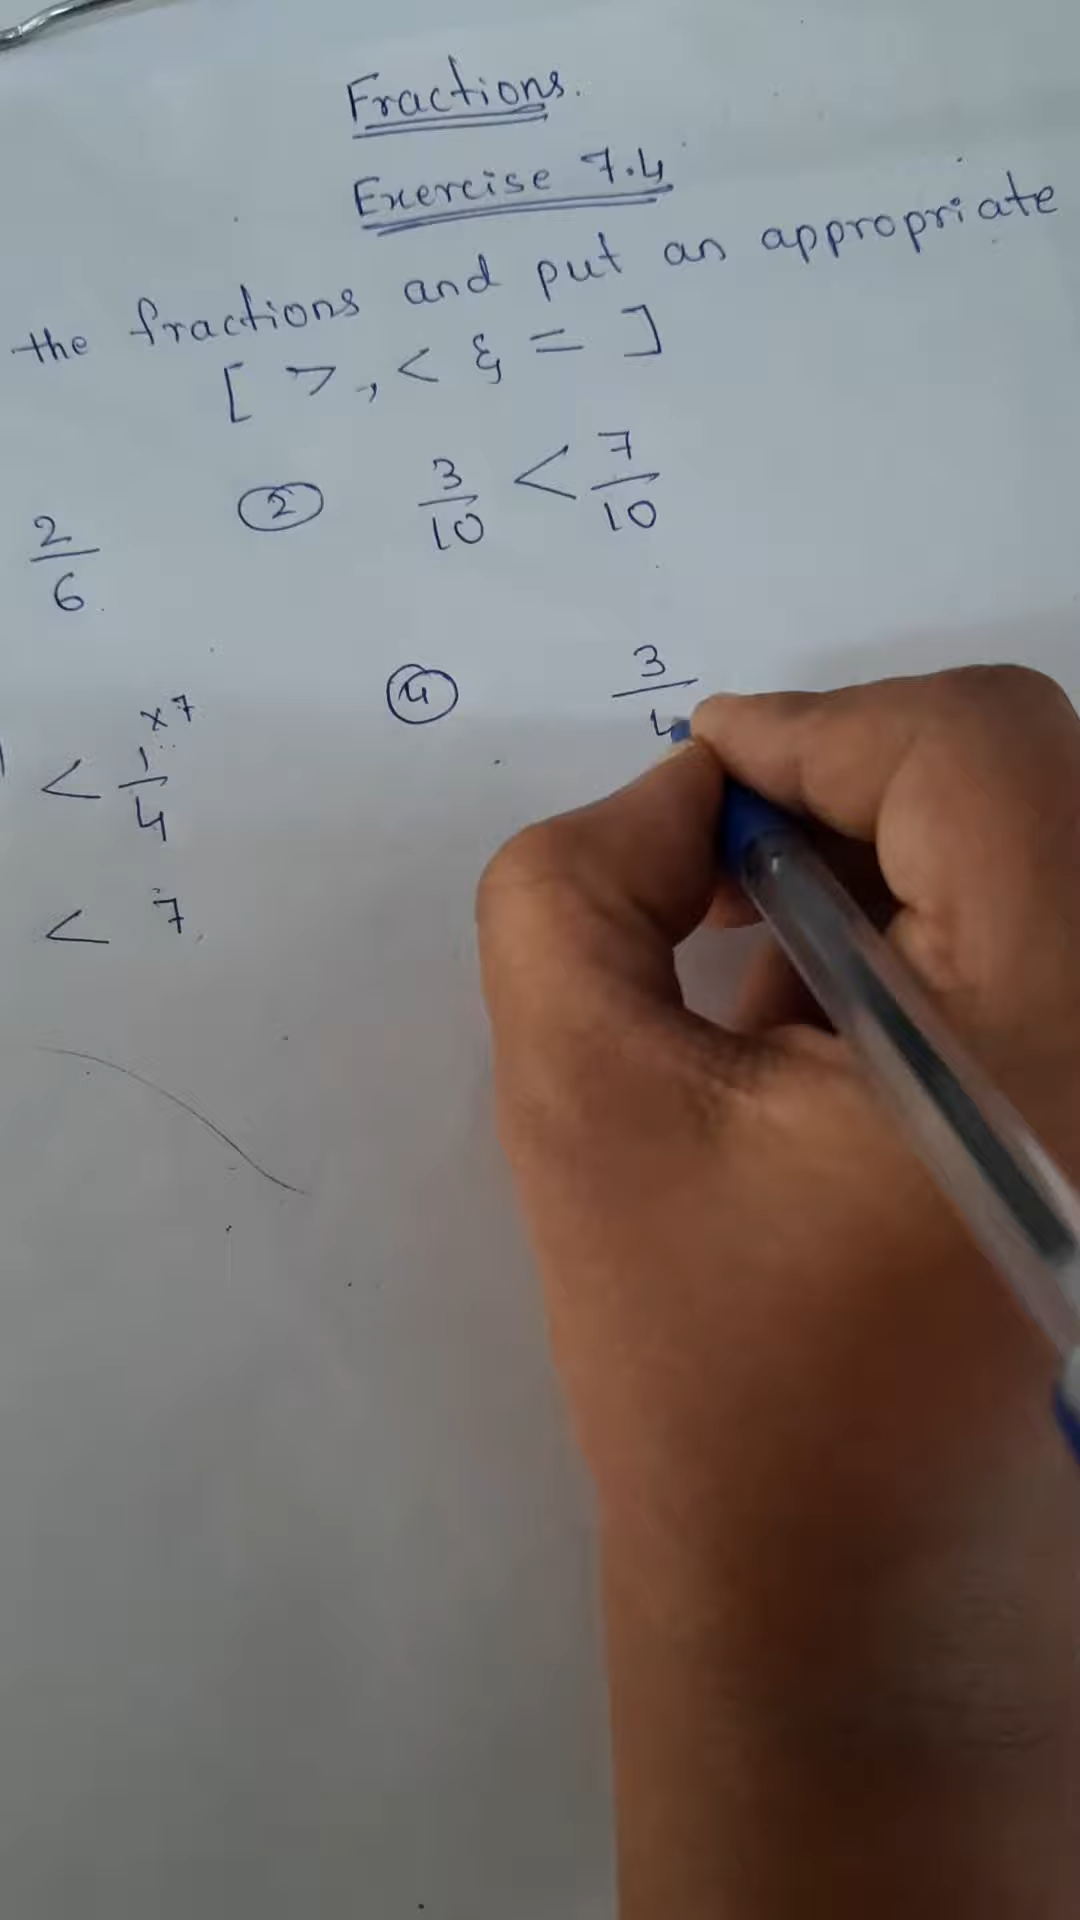 Fractions.
Exercise 7.4
the fractions and put an appropriate
[ >, < & = ]
2/6 ② 3/10 < 7/10
< 1/4 ×7 ④ 3/4
< 7